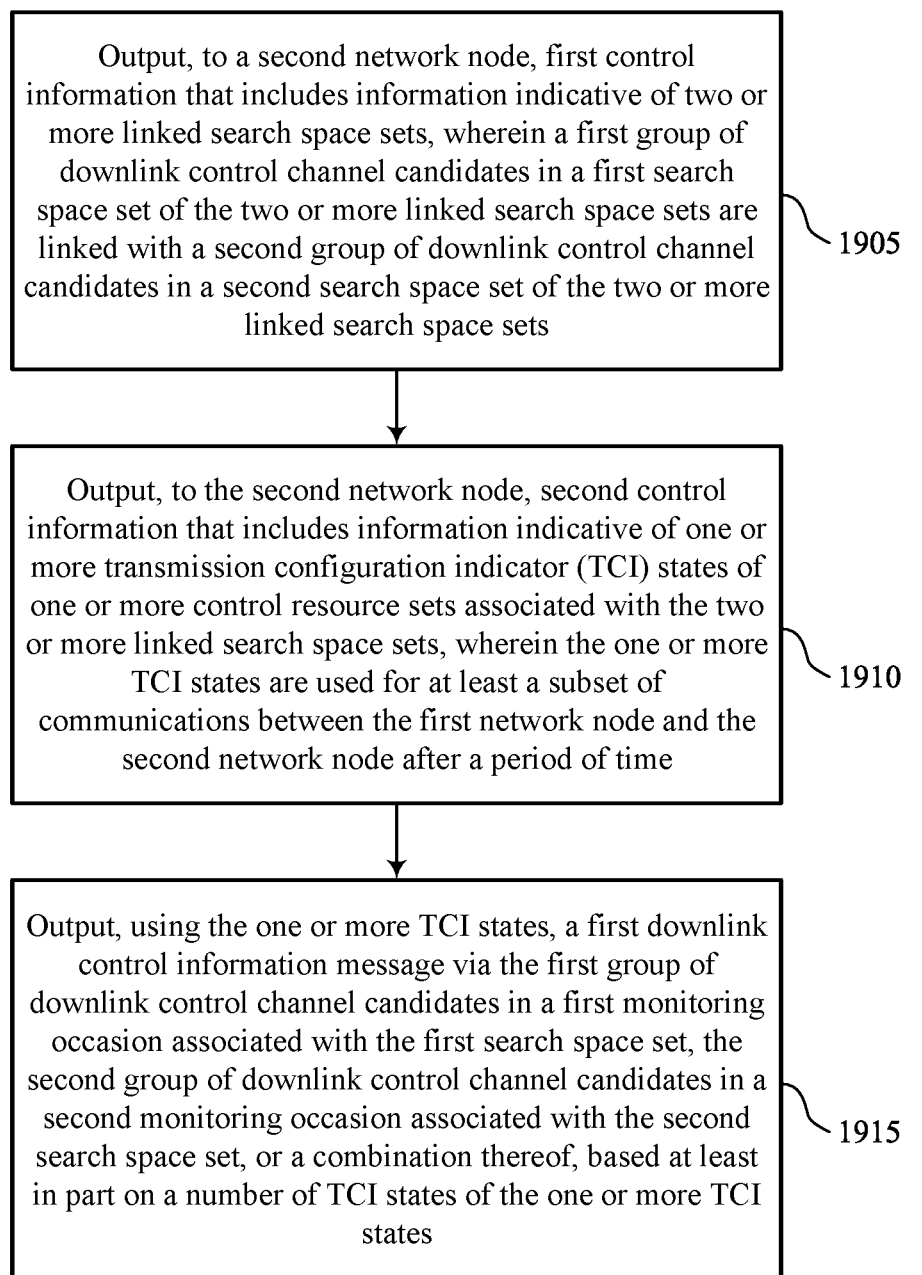 Output, to a second network node, first control
information that includes information indicative of two or
more linked search space sets, wherein a first group of
downlink control channel candidates in a first search
space set of the two or more linked search space sets are
linked with a second group of downlink control channel
candidates in a second search space set of the two or more
linked search space sets
1905
Output, to the second network node, second control
information that includes information indicative of one or
more transmission configuration indicator (TCI) states of
one or more control resource sets associated with the two
or more linked search space sets, wherein the one or more
TCI states are used for at least a subset of
communications between the first network node and the
second network node after a period of time
1910
Output, using the one or more TCI states, a first downlink
control information message via the first group of
downlink control channel candidates in a first monitoring
occasion associated with the first search space set, the
second group of downlink control channel candidates in a
second monitoring occasion associated with the second
search space set, or a combination thereof, based at least
in part on a number of TCI states of the one or more TCI
states
1915